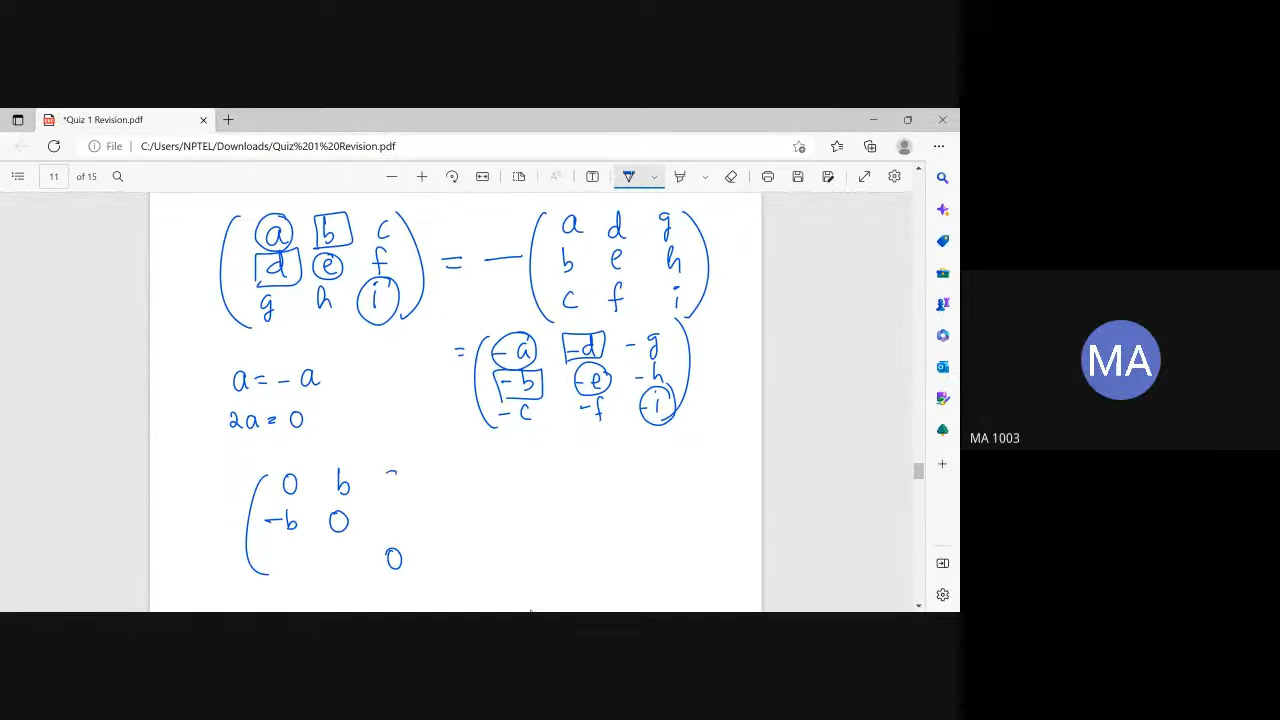 *Quiz 1 Revision.pdf
File C:/Users/NPTEL/Downloads/Quiz%201%20Revision.pdf
11 of 15
( a b c ) = - ( a d g )
( d e f ) ( b e h )
( g h i ) ( c f i )
= ( -a -d -g )
( -b -e -h )
( -c -f -i )
a = - a
2a = 0
( 0 b
-b 0
0
MA
MA 1003